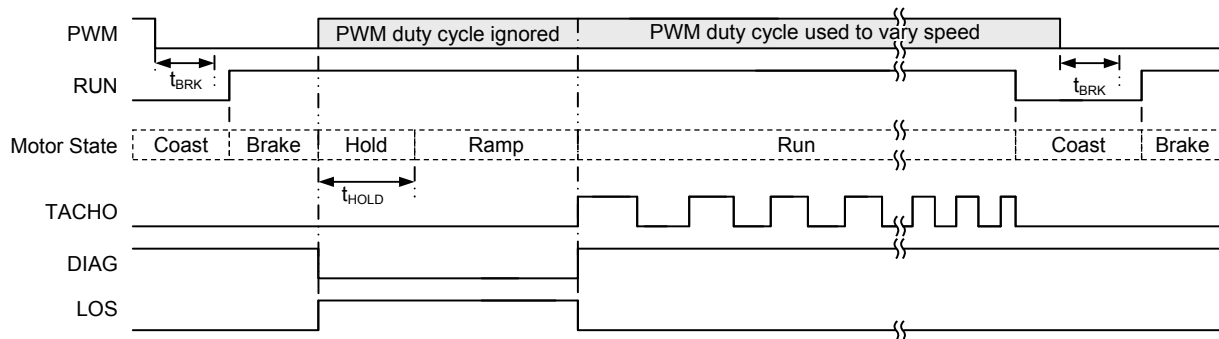 PWM
PWM duty cycle ignored
PWM duty cycle used to vary speed
tBRK
tBRK
RUN
Motor State
Coast
Brake
Hold
Ramp
Run
Coast
Brake
tHOLD
TACHO
DIAG
LOS